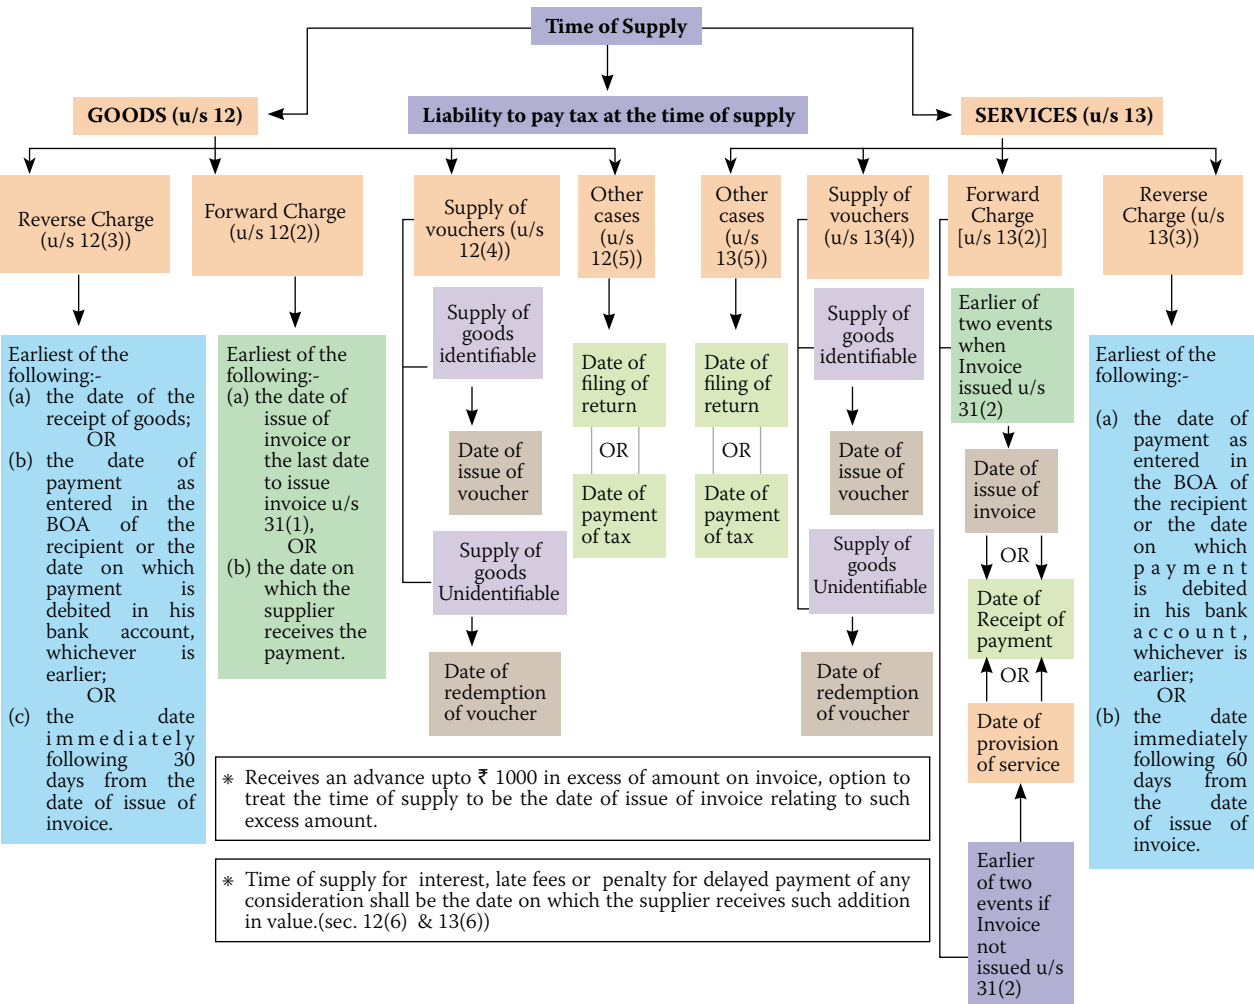 Time of Supply
GOODS (u/s 12)
Liability to pay tax at the time of supply
SERVICES (u/s 13)
Reverse Charge
(u/s 12(3))
Forward Charge
(u/s 12(2))
Supply of
vouchers (u/s
12(4))
Other
cases
(u/s
12(5))
Other
cases
(u/s
13(5))
Supply of
vouchers
(u/s 13(4))
Forward
Charge
[u/s 13(2)]
Reverse
Charge (u/s
13(3))
Earliest of the
following:-
(a) the date of the
receipt of goods;
OR
(b) the date of
payment as
entered in the
BOA of the
recipient or the
date on which
payment is
debited in his
bank account,
whichever is
earlier;
OR
(c) the date
immediately
following 30
days from the
date of issue of
invoice.
Earliest of the
following:-
(a) the date of
issue of
invoice or
the last date
to issue
invoice u/s
31(1),
OR
(b) the date on
which the
supplier
receives the
payment.
Supply of
goods
identifiable
Date of
issue of
voucher
Supply of
goods
Unidentifiable
Date of
redemption
of voucher
Date of
filing of
return
OR
Date of
payment
of tax
Date of
filing of
return
OR
Date of
payment
of tax
Supply of
goods
identifiable
Date of
issue of
voucher
Supply of
goods
Unidentifiable
Date of
redemption
of voucher
Earlier of
two events
when
Invoice
issued u/s
31(2)
Date of
issue of
invoice
OR
Date of
Receipt of
payment
OR
Date of
provision
of service
Earlier
of two
events if
Invoice
not
issued u/s
31(2)
Earliest of the
following:-
(a) the date of
payment as
entered in
the BOA of
the recipient
or the date
on which
payment
is debited
in his bank
account,
whichever is
earlier;
OR
(b) the date
immediately
following 60
days from
the date
of issue of
invoice.
* Receives an advance upto ₹ 1000 in excess of amount on invoice, option to
treat the time of supply to be the date of issue of invoice relating to such
excess amount.
* Time of supply for interest, late fees or penalty for delayed payment of any
consideration shall be the date on which the supplier receives such addition
in value.(sec. 12(6) & 13(6))